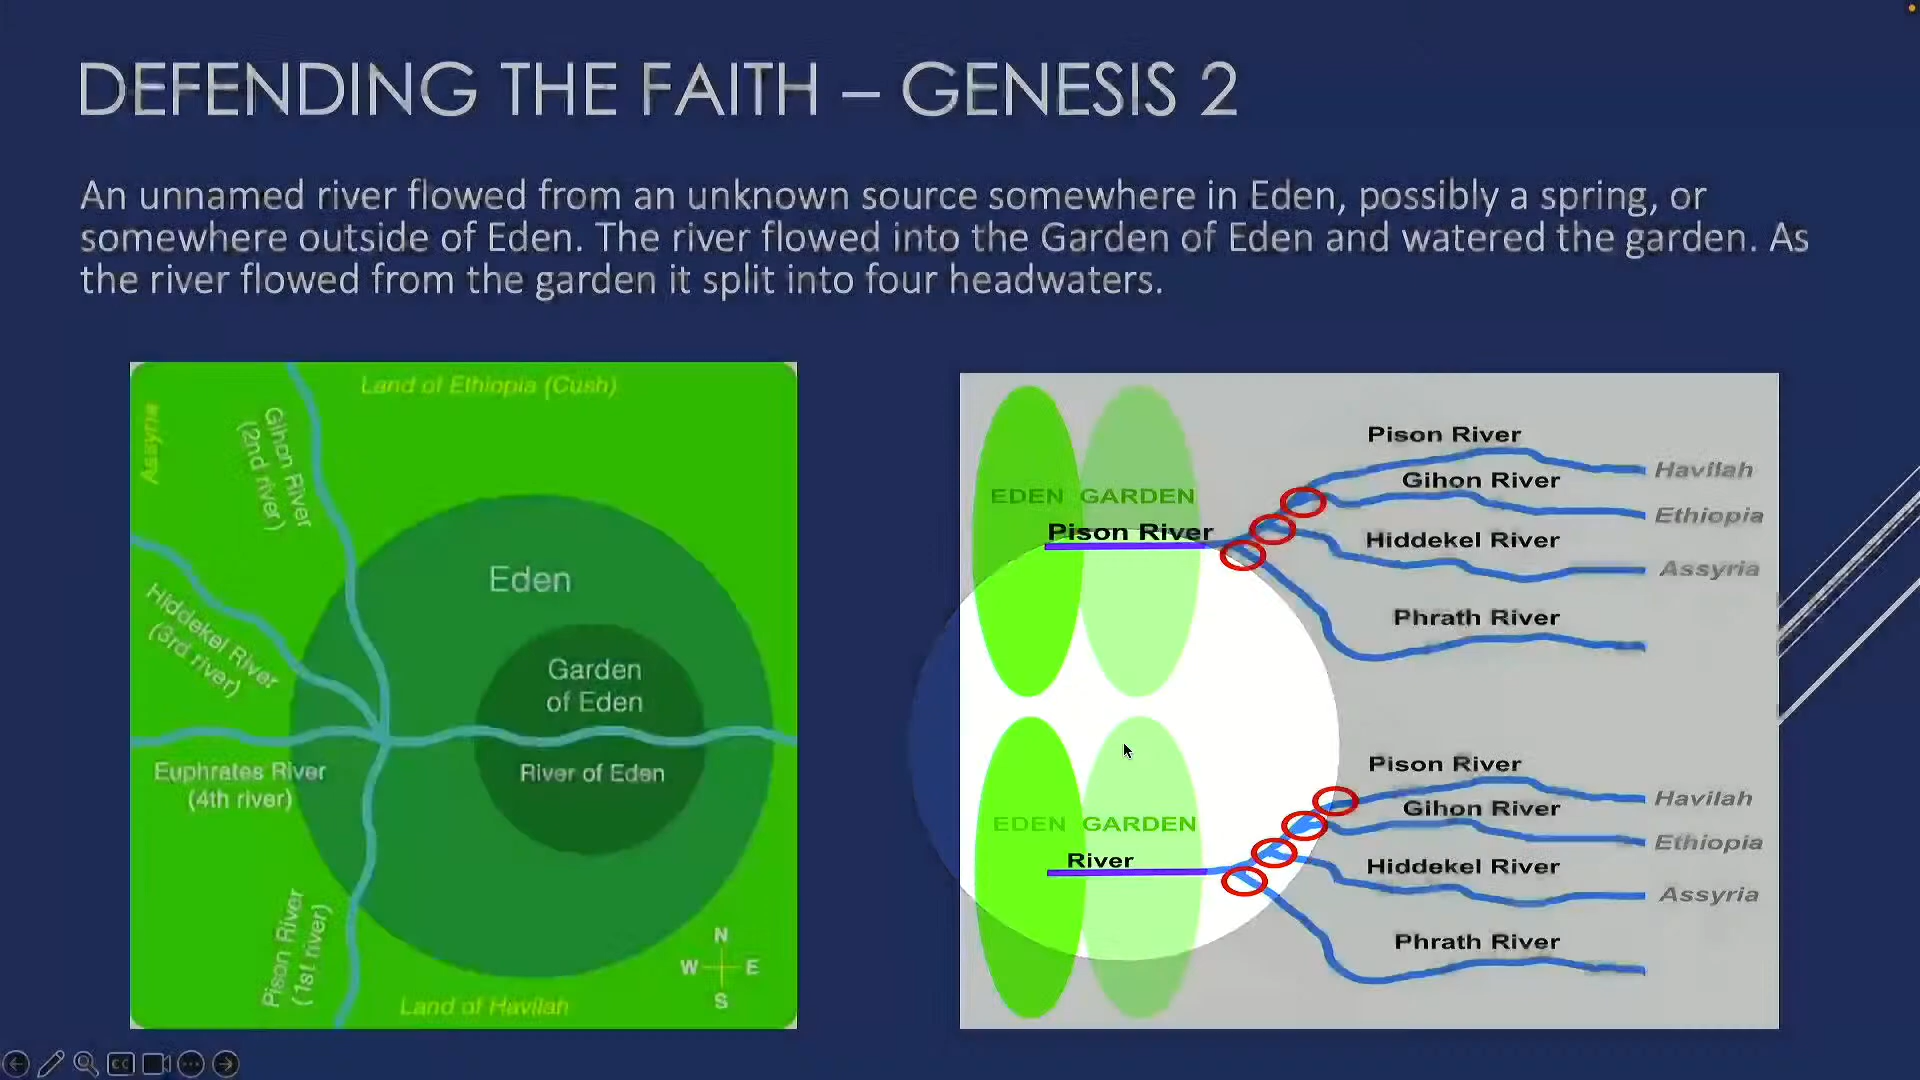 DEFENDING THE FAITH – GENESIS 2
An unnamed river flowed from an unknown source somewhere in Eden, possibly a spring, or
somewhere outside of Eden. The river flowed into the Garden of Eden and watered the garden. As
the river flowed from the garden it split into four headwaters.
Land of Ethiopia (Cush)
Assyria
Gihon River
(2nd river)
Eden
Hiddekel River
(3rd river)
Garden
of Eden
River of Eden
Euphrates River
(4th river)
Pison River
(1st river)
N
W E
S
Land of Havilah
Pison River
Havilah
Gihon River
EDEN GARDEN
Ethiopia
Pison River
Hiddekel River
Assyria
Phrath River
Pison River
Havilah
Gihon River
EDEN GARDEN
Ethiopia
River
Hiddekel River
Assyria
Phrath River
CC